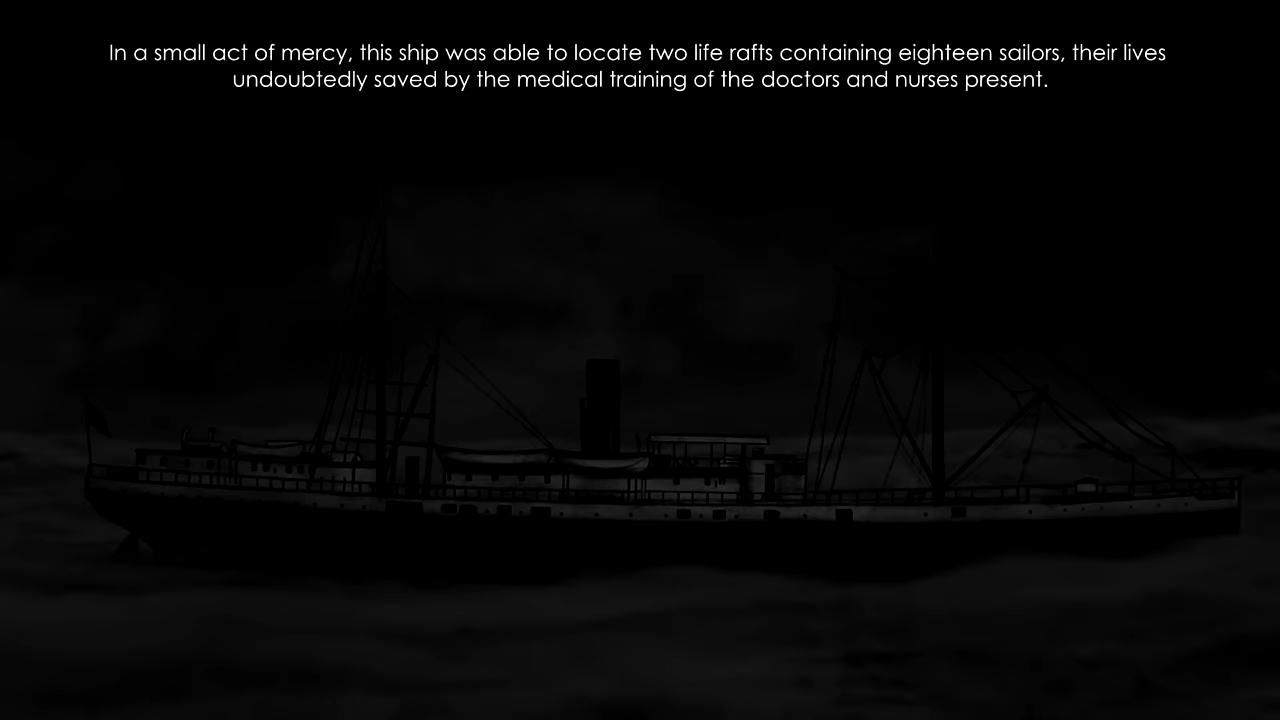 In a small act of mercy, this ship was able to locate two life rafts containing eighteen sailors, their lives
undoubtedly saved by the medical training of the doctors and nurses present.